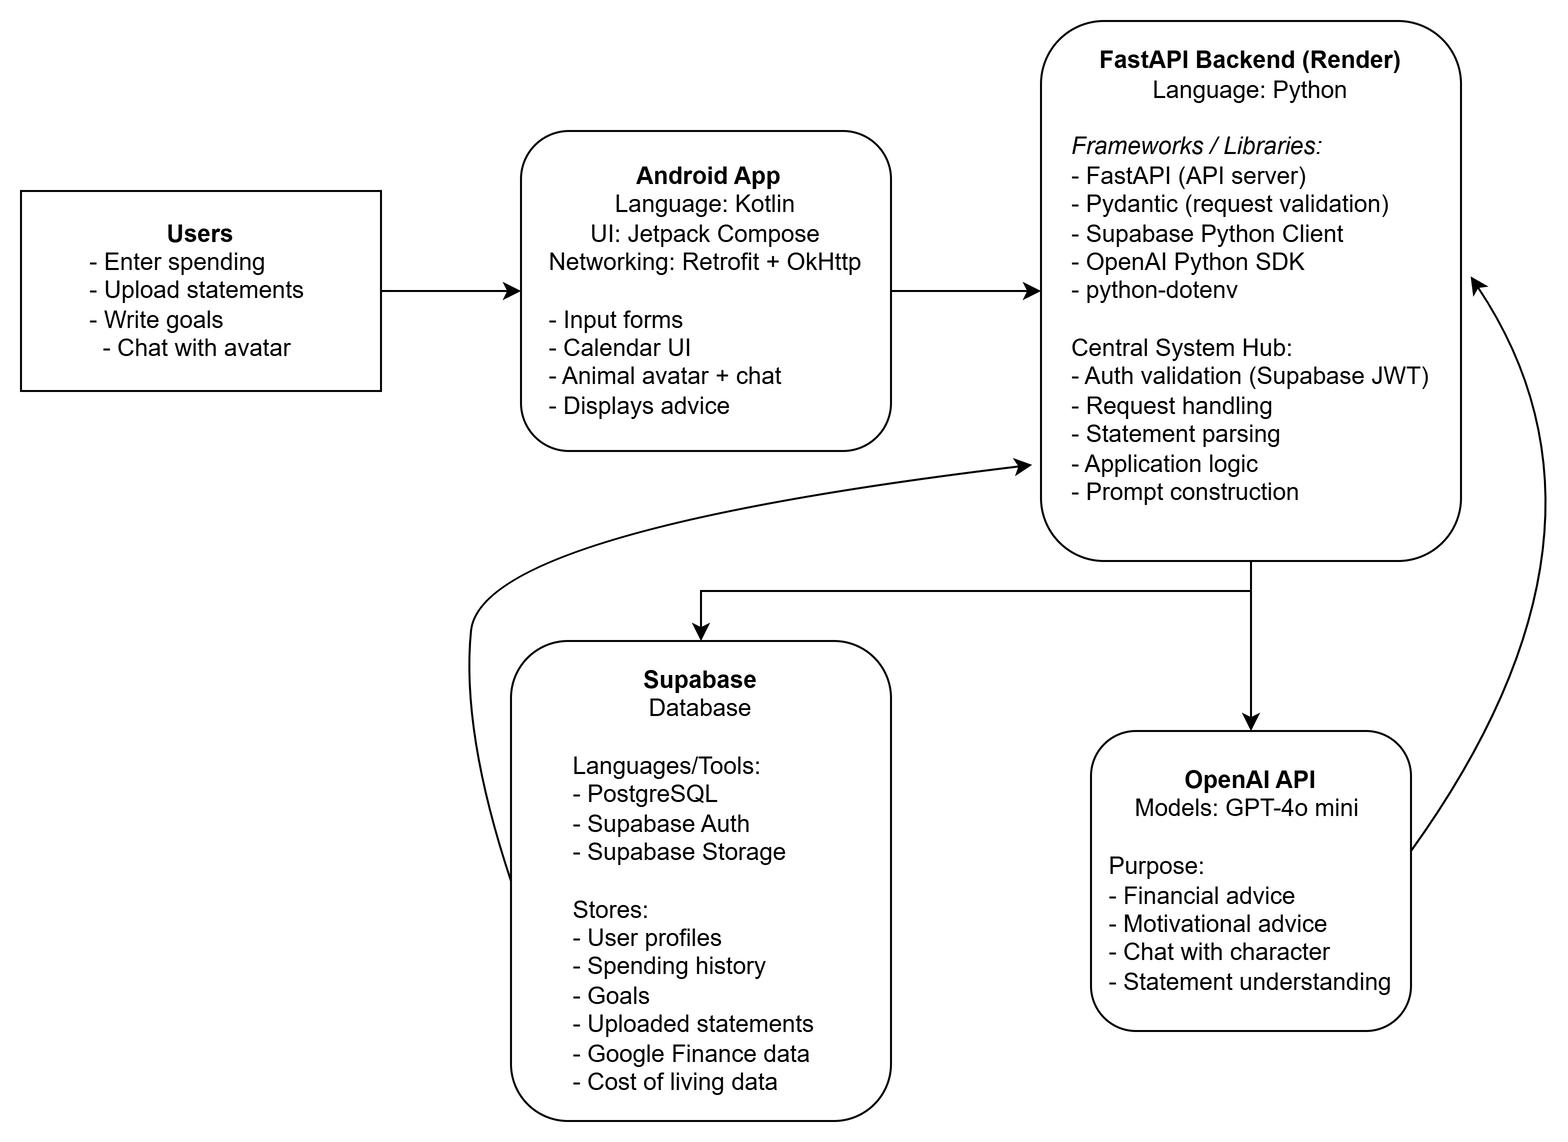 Users
- Enter spending
- Upload statements
- Write goals
- Chat with avatar
Android App
Language: Kotlin
UI: Jetpack Compose
Networking: Retrofit + OkHttp
- Input forms
- Calendar UI
- Animal avatar + chat
- Displays advice
FastAPI Backend (Render)
Language: Python
Frameworks / Libraries:
- FastAPI (API server)
- Pydantic (request validation)
- Supabase Python Client
- OpenAI Python SDK
- python-dotenv
Central System Hub:
- Auth validation (Supabase JWT)
- Request handling
- Statement parsing
- Application logic
- Prompt construction
Supabase
Database
Languages/Tools:
- PostgreSQL
- Supabase Auth
- Supabase Storage
Stores:
- User profiles
- Spending history
- Goals
- Uploaded statements
- Google Finance data
- Cost of living data
OpenAI API
Models: GPT-4o mini
Purpose:
- Financial advice
- Motivational advice
- Chat with character
- Statement understanding